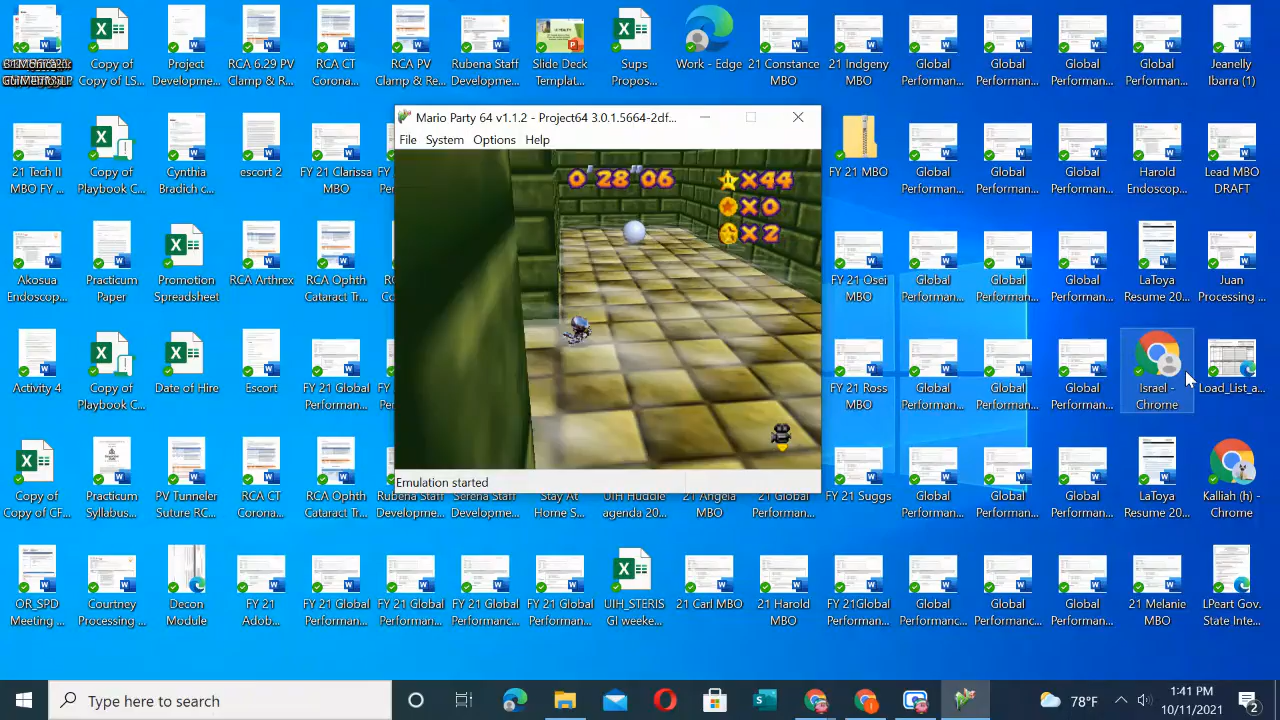 Copy of
Copy of LS...
Project
Developme...
RCA 6.29 PV
Clamp & R...
RCA CT
Corona...
RCA PV
Clamp & Re...
Rubena Staff
Developme...
Slide Deck
Templat...
Sups
Propos...
Work - Edge
21 Constance
MBO
21 Indgeny
MBO
Global
Performan...
Global
Performan...
Global
Performan...
Global
Performan...
Jeanelly
Ibarra (1)
Mario Party 64 v1.1.2 - Project64 3.0.1.5664-2df...
File System Options Help
0'28"06
×44
×0
×2
Emulation started
21 Tech II
MBO FY ...
Copy of
Playbook C...
Cynthia
Bradich c...
escort 2
FY 21 Clarissa
MBO
FY 21 MBO
Global
Performan...
Global
Performan...
Global
Performan...
Harold
Endoscop...
Lead MBO
DRAFT
Akosua
Endoscop...
Practicum
Paper
Promotion
Spreadsheet
RCA Arthrex
RCA Ophth
Cataract Tr...
FY 21 Osei
MBO
Global
Performan...
Global
Performan...
Global
Performan...
LaToya
Resume 20...
Juan
Processing ...
Activity 4
Copy of
Playbook C...
Date of Hire
Escort
FY 21 Global
Performan...
FY 21 Ross
MBO
Global
Performan...
Global
Performan...
Global
Performan...
Israel -
Chrome
Load_List_a...
Copy of
Copy of CF...
Practicum
Syllabus...
PV Tunneler
Suture RC...
RCA CT
Corona...
RCA Ophth
Cataract Tr...
Rubena Staff
Developme...
Serena Staff
Developme...
Stay At
Home S...
UIH Huddle
agenda 20...
21 Angela
MBO
21 Global
Performan...
FY 21 Suggs
Global
Performan...
Global
Performan...
Global
Performan...
LaToya
Resume 20...
Kalliah (h) -
Chrome
OR_SPD
Meeting ...
Courtney
Processing ...
Decon
Module
FY 21
Adob...
FY 21 Global
Performan...
FY 21 Global
Performan...
FY 21 Global
Performanc...
FY 21 Global
Performan...
UIH_STERIS
GI weeke...
21 Carl MBO
21 Harold
MBO
FY 21Global
Performan...
Global
Performanc...
Global
Performanc...
Global
Performan...
21 Melanie
MBO
LPeart Gov.
State Inte...
Type here to search
78°F
1:41 PM
10/11/2021
2